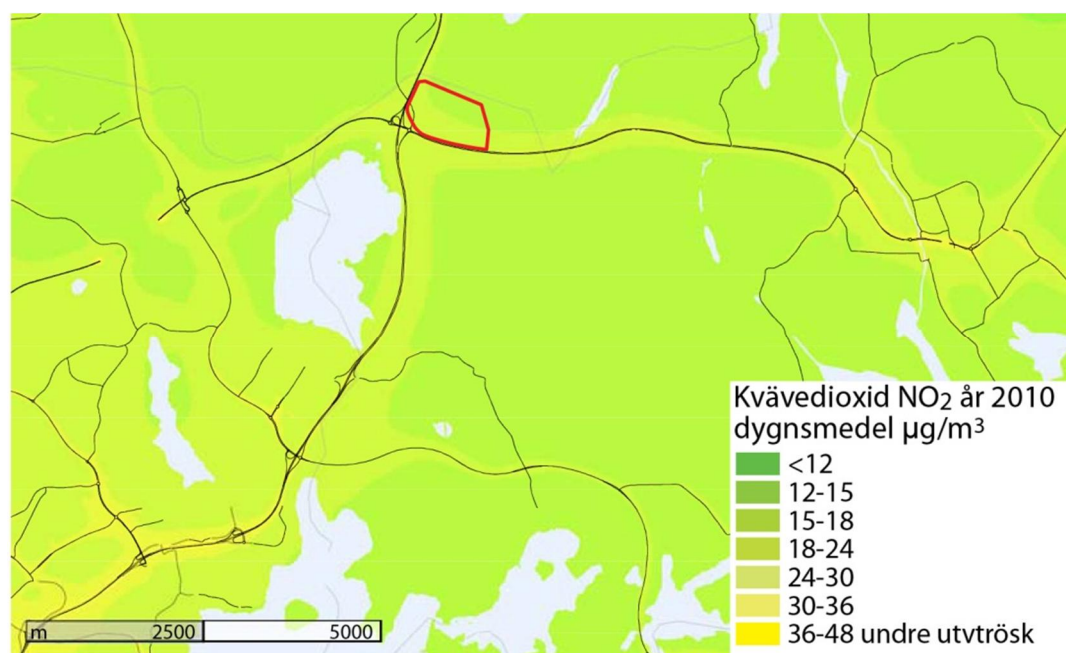 Kvävedioxid NO2 år 2010
dygnsmedel µg/m³
<12
12-15
15-18
18-24
24-30
30-36
36-48 undre utvtrösk
m 2500 5000